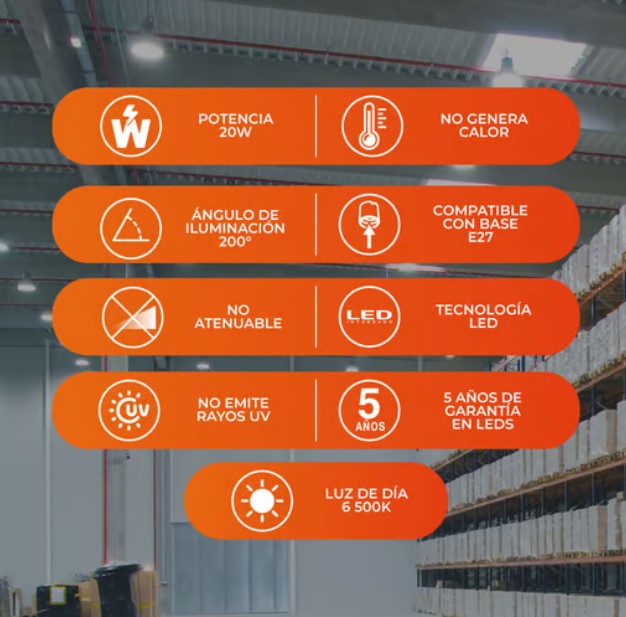 W
POTENCIA
20W
NO GENERA
CALOR
ÁNGULO DE
ILUMINACIÓN
200°
COMPATIBLE
CON BASE
E27
NO
ATENUABLE
LED
INTEGRADO
TECNOLOGÍA
LED
UV
NO EMITE
RAYOS UV
5
AÑOS
5 AÑOS DE
GARANTÍA
EN LEDS
LUZ DE DÍA
6 500K